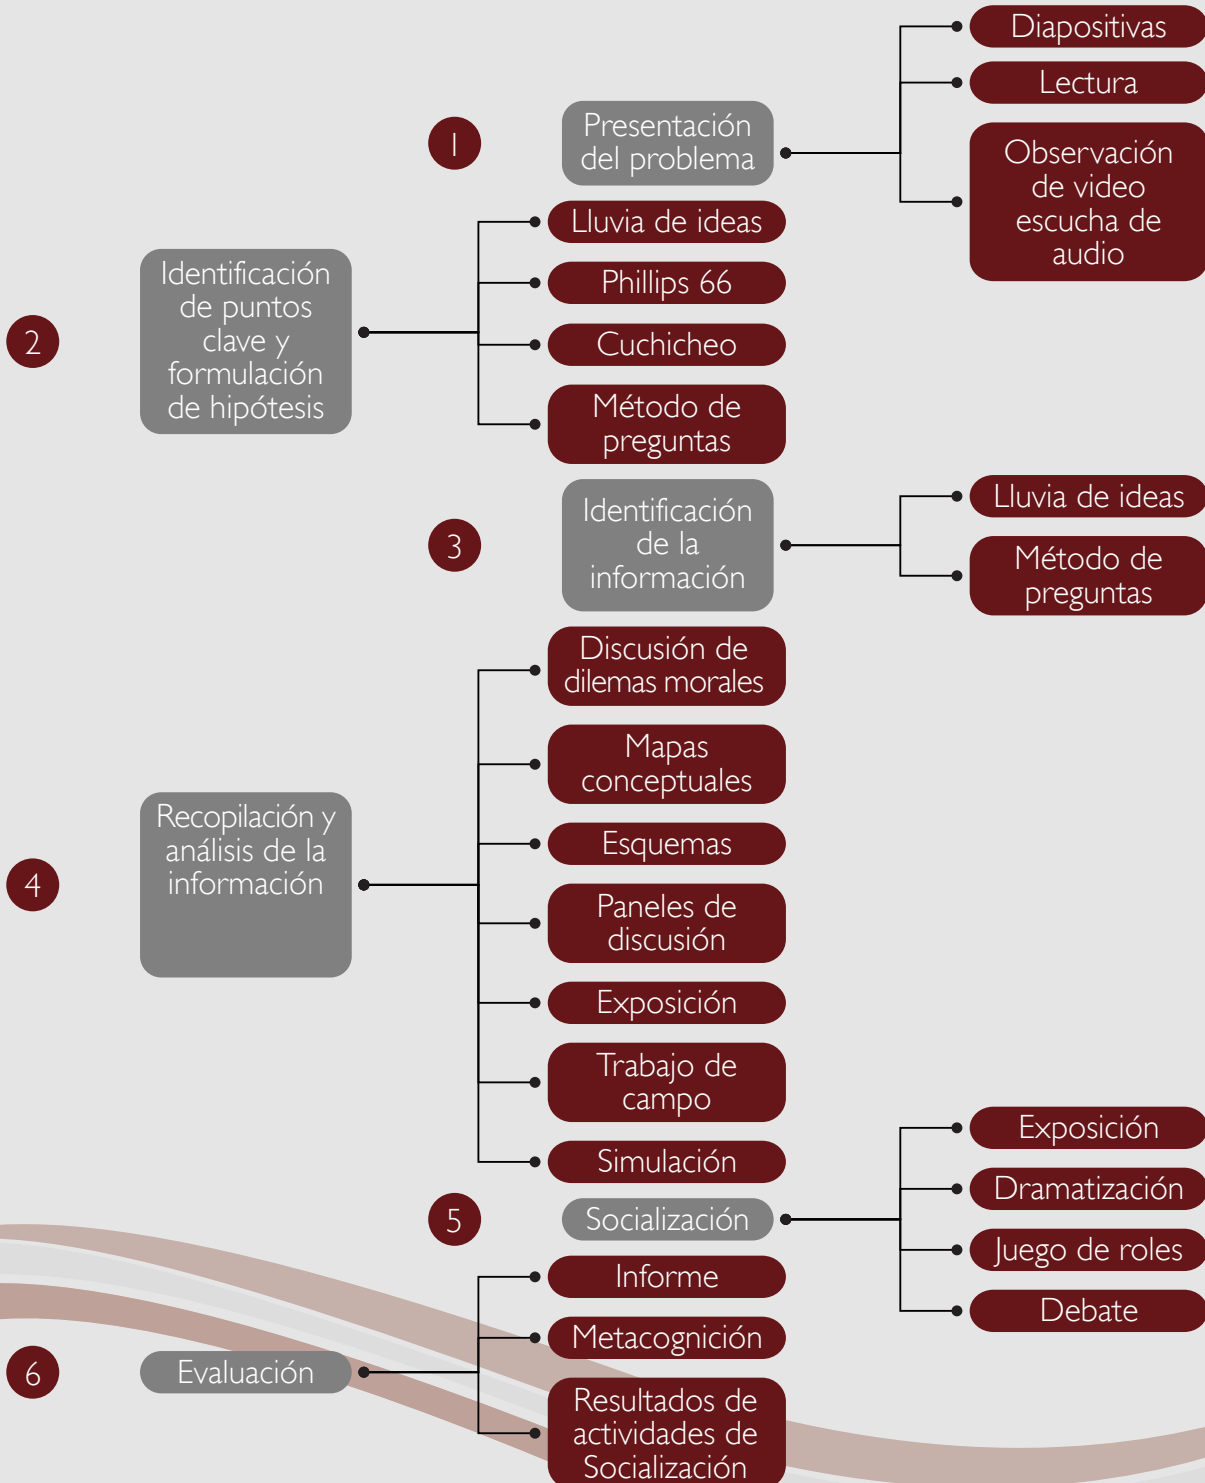 1
Presentación
del problema
Diapositivas
Lectura
Observación
de video
escucha de
audio
2
Identificación
de puntos
clave y
formulación
de hipótesis
Lluvia de ideas
Phillips 66
Cuchicheo
Método de
preguntas
3
Identificación
de la
información
Lluvia de ideas
Método de
preguntas
4
Recopilación y
análisis de la
información
Discusión de
dilemas morales
Mapas
conceptuales
Esquemas
Paneles de
discusión
Exposición
Trabajo de
campo
Simulación
5
Socialización
Exposición
Dramatización
Juego de roles
Debate
6
Evaluación
Informe
Metacognición
Resultados de
actividades de
Socialización